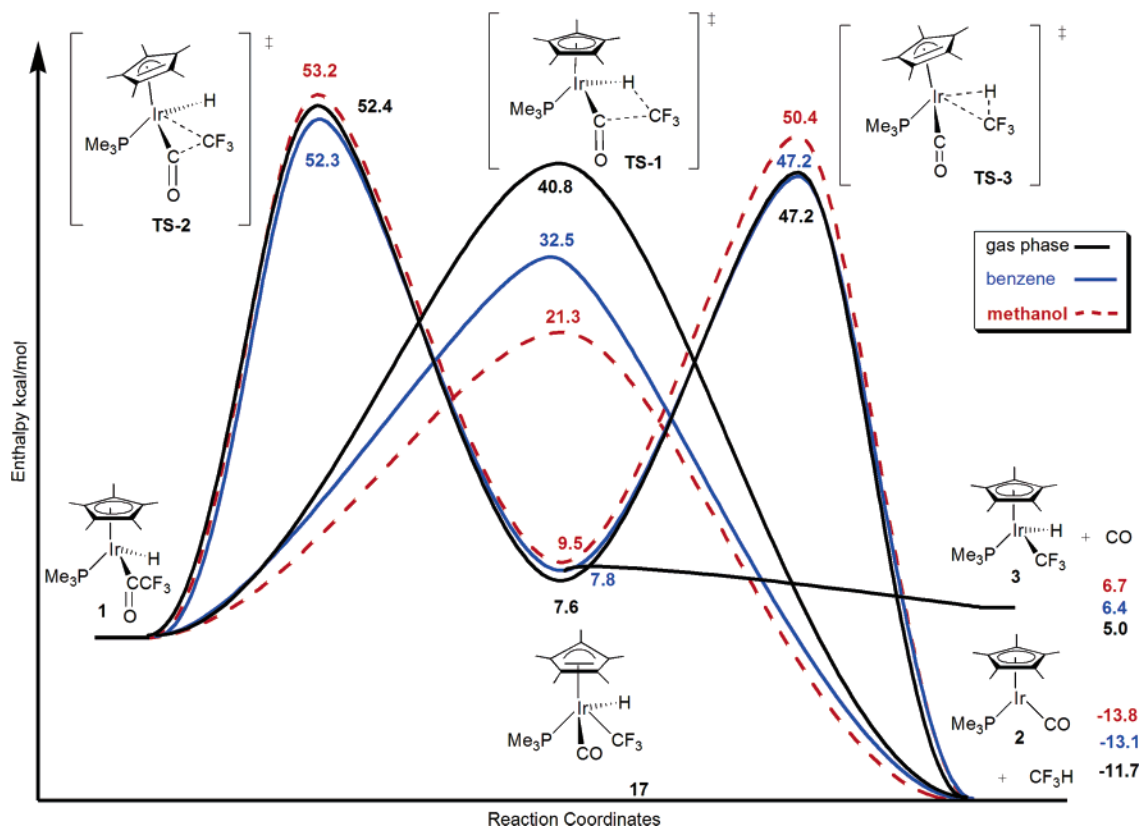 ‡
‡
‡
53.2
52.4
52.3
Ir
H
Me3P
C
CF3
O
TS-2
Ir
H
Me3P
C
CF3
O
TS-1
Ir
H
Me3P
C
CF3
O
TS-3
50.4
47.2
47.2
40.8
32.5
21.3
gas phase
benzene
methanol
Enthalpy kcal/mol
Ir
H
Me3P
CF3
1
O
9.5
7.8
7.6
Ir
H
Me3P
CF3
3
+ CO
6.7
6.4
5.0
Ir
H
Me3P
CF3
CO
17
Ir
Me3P
CO
2
+ CF3H
-13.8
-13.1
-11.7
Reaction Coordinates